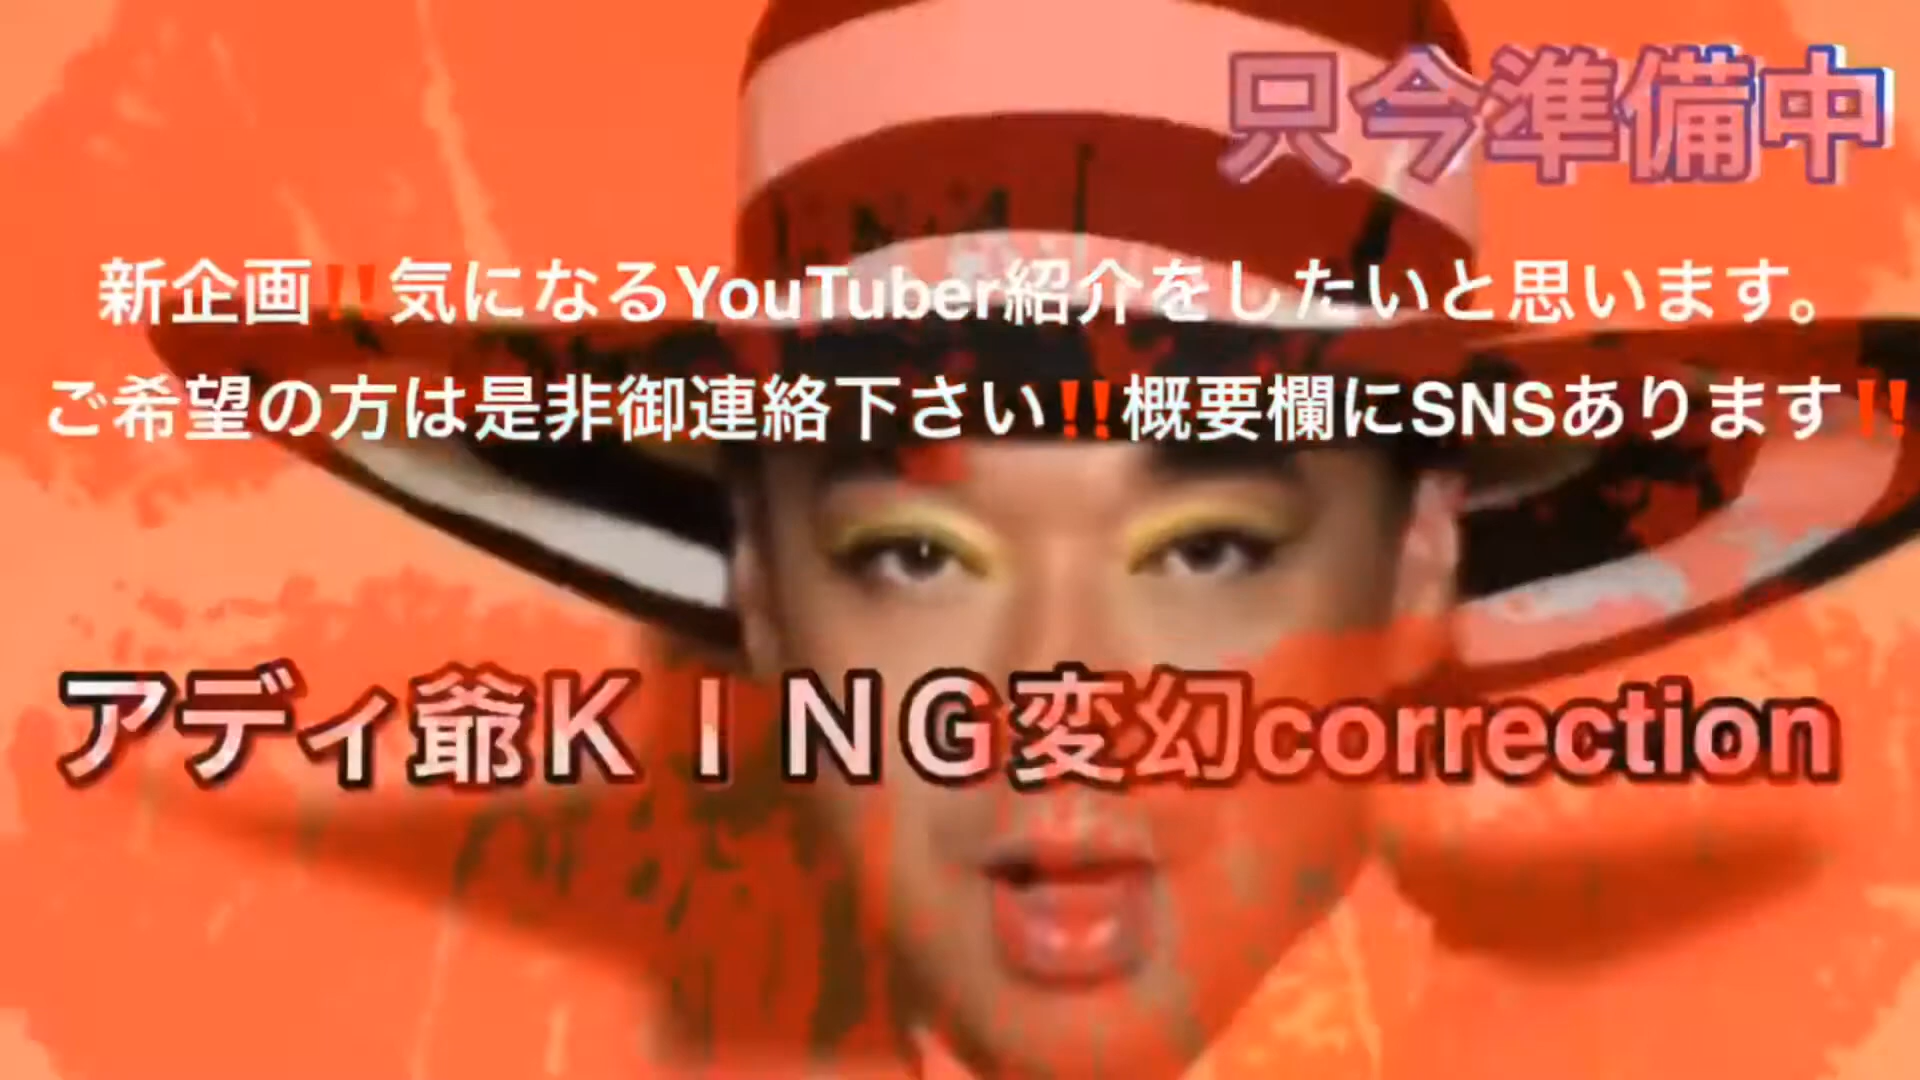 只今準備中
新企画‼️気になるYouTuber紹介をしたいと思います。
ご希望の方は是非御連絡下さい‼️概要欄にSNSあります‼️
アディ爺ＫＩＮＧ変幻correction